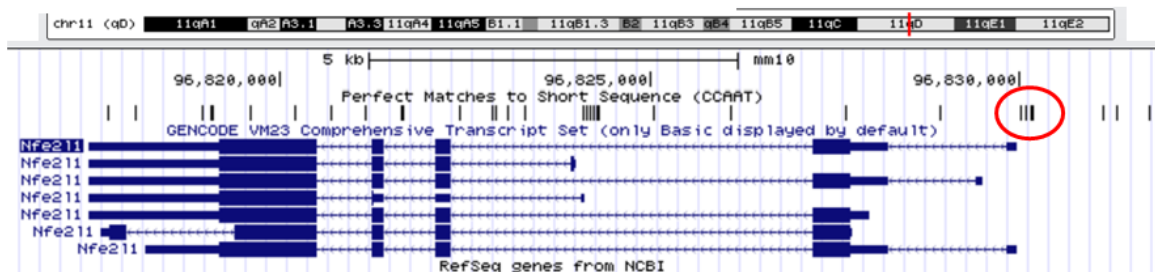 chr11 (qD) 11qA1 qA2 A3.1 A3.3 11qA4 11qA5 B1.1 11qB1.3 B2 11qB3 qB4 11qB5 11qC 11qD 11qE1 11qE2
5 kb mm10
96,820,000 96,825,000 96,830,000
Perfect Matches to Short Sequence (CCAAT)
GENCODE VM23 Comprehensive Transcript Set (only Basic displayed by default)
Nfe2l1
Nfe2l1
Nfe2l1
Nfe2l1
Nfe2l1
Nfe2l1
Nfe2l1
RefSeq genes from NCBI